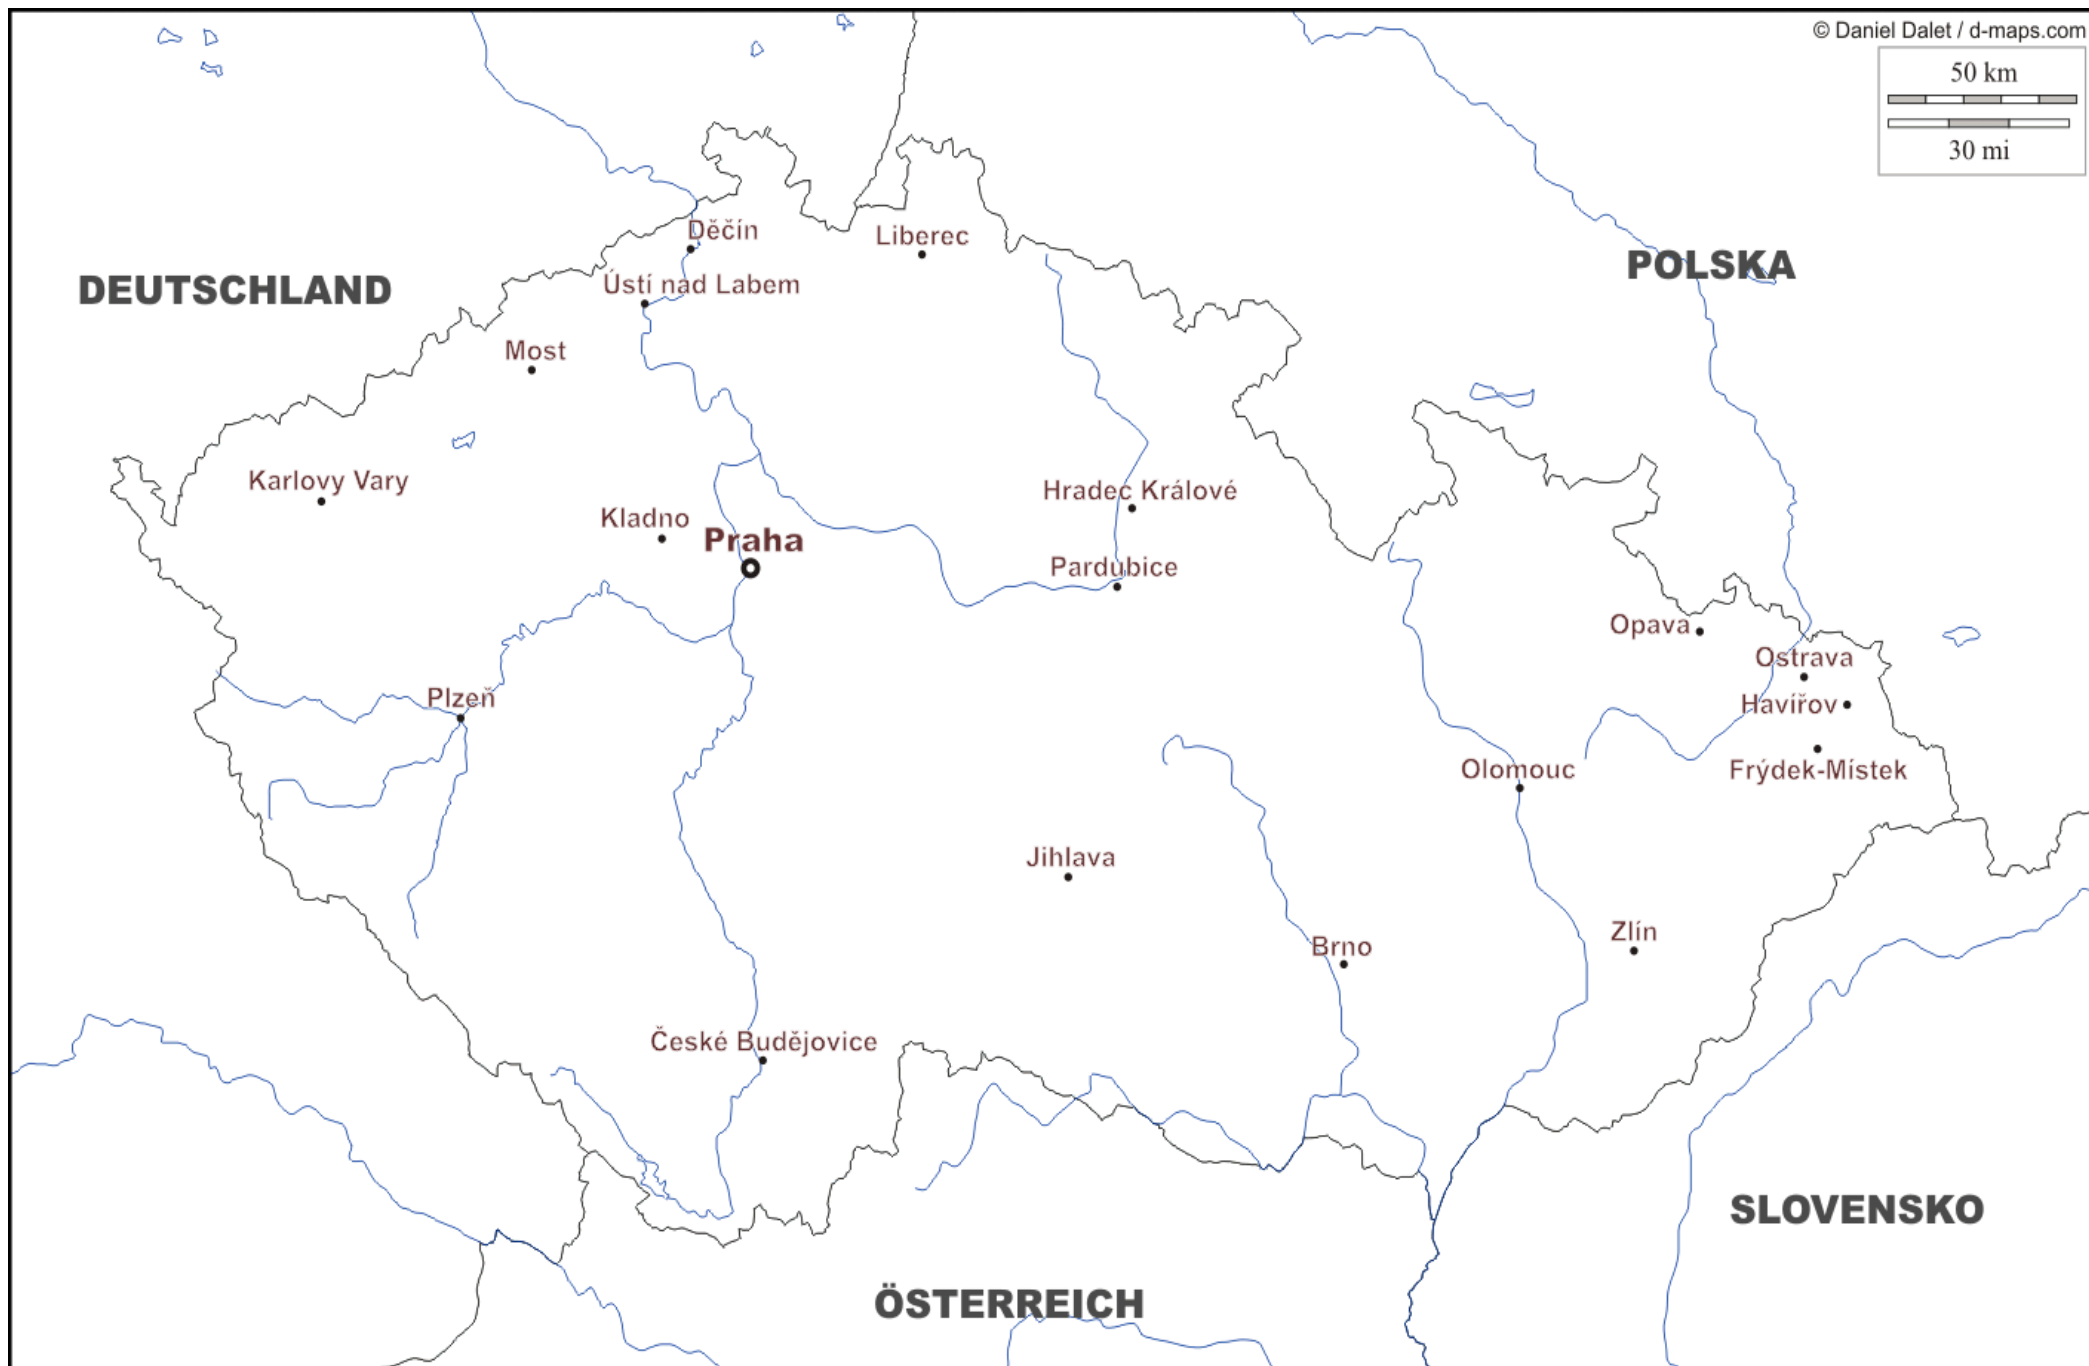 © Daniel Dalet / d-maps.com
50 km
30 mi
Děčín
Liberec
POLSKA
DEUTSCHLAND
Ústí nad Labem
Most
Karlovy Vary
Hradec Králové
Kladno
Praha
Pardubice
Opava
Ostrava
Plzeň
Havířov
Olomouc
Frýdek-Místek
Jihlava
Zlín
Brno
České Budějovice
SLOVENSKO
ÖSTERREICH